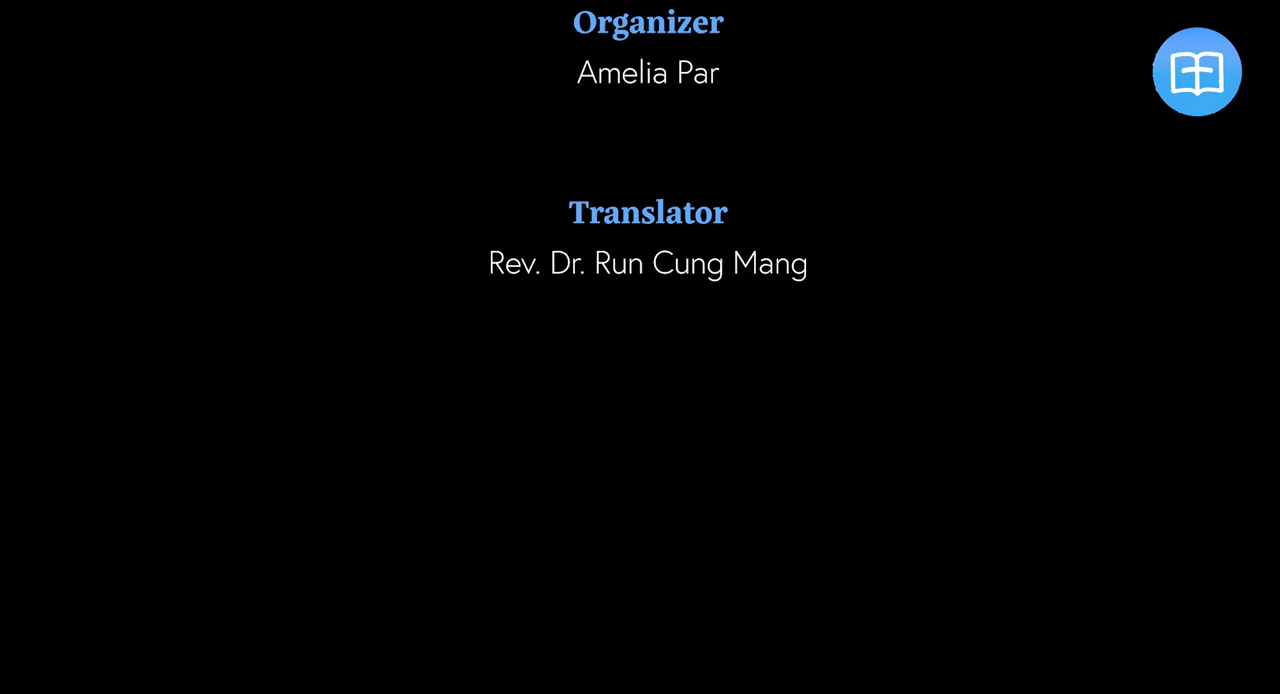 Organizer
Amelia Par
Translator
Rev. Dr. Run Cung Mang